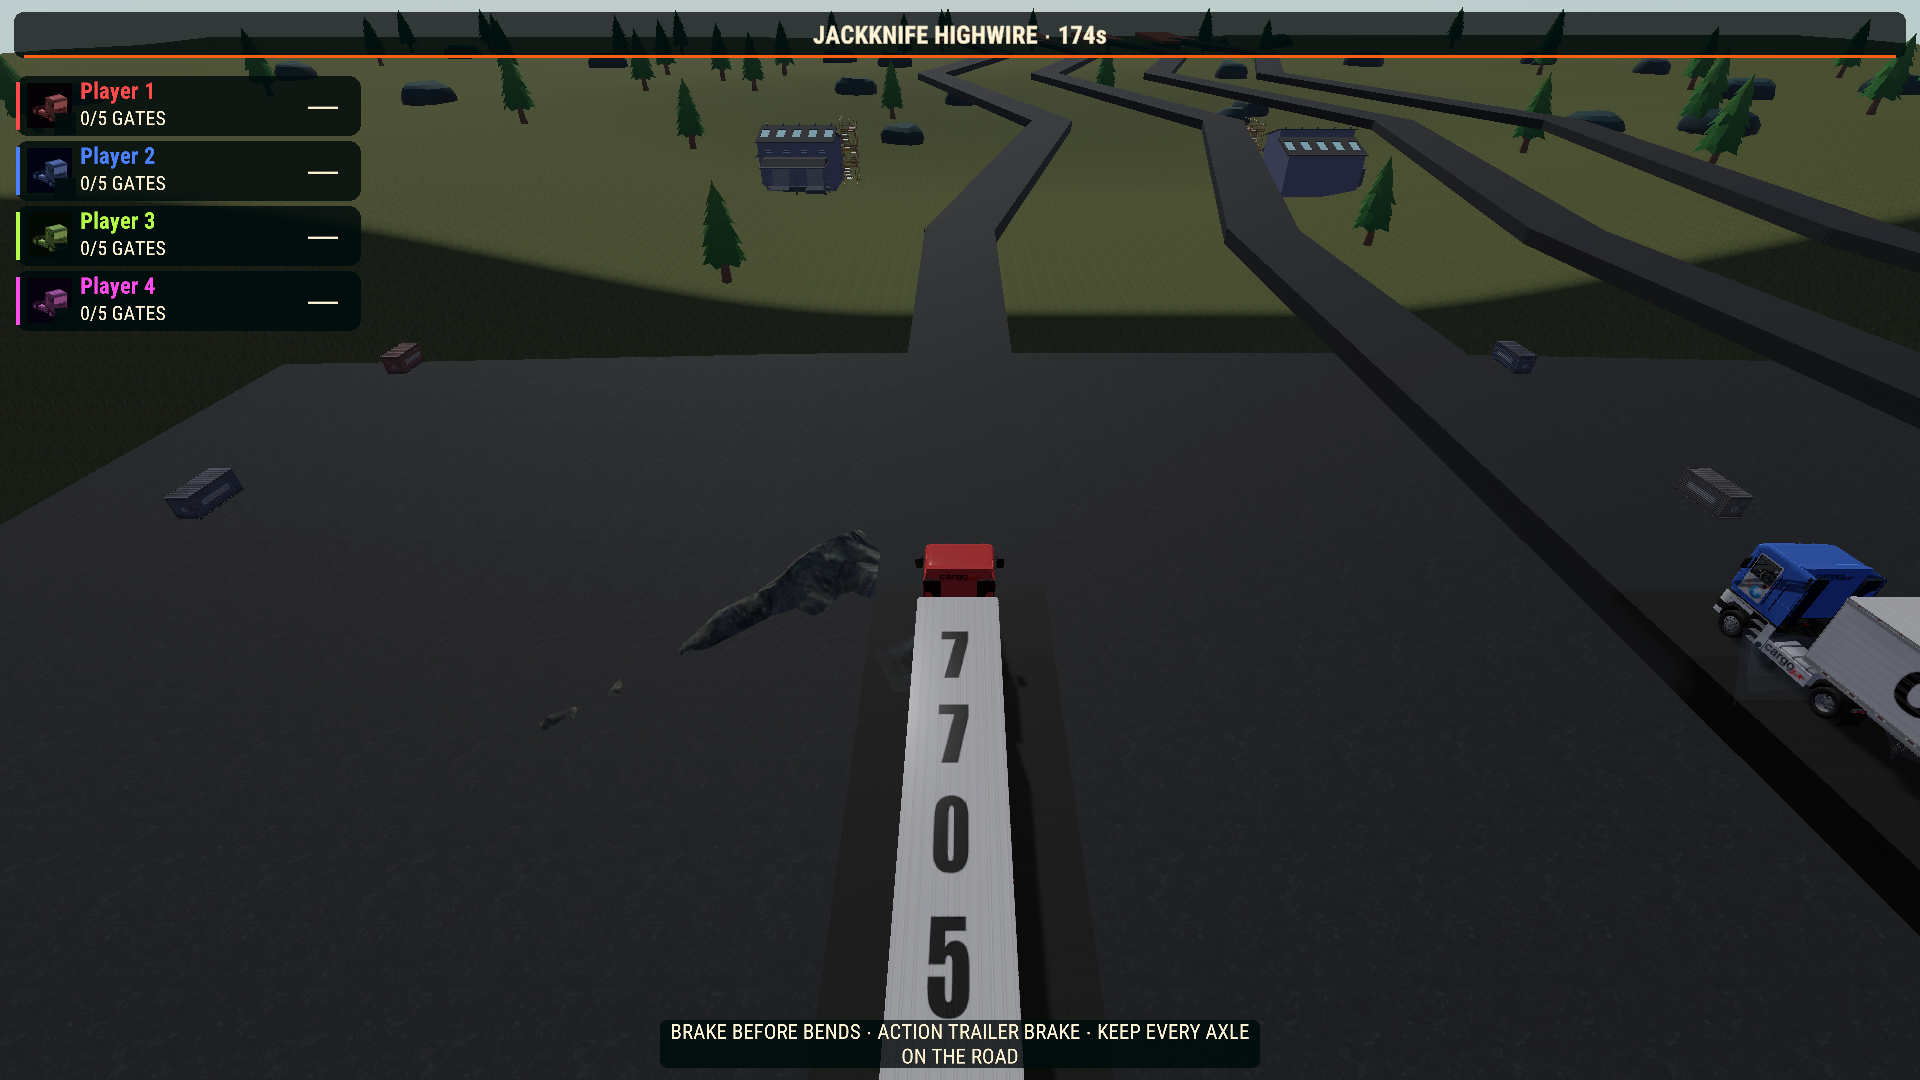 JACKKNIFE HIGHWIRE · 174s
Player 1
0/5 GATES
Player 2
0/5 GATES
Player 3
0/5 GATES
Player 4
0/5 GATES
cargo
cargo
7
7
0
5
BRAKE BEFORE BENDS · ACTION TRAILER BRAKE · KEEP EVERY AXLE
ON THE ROAD